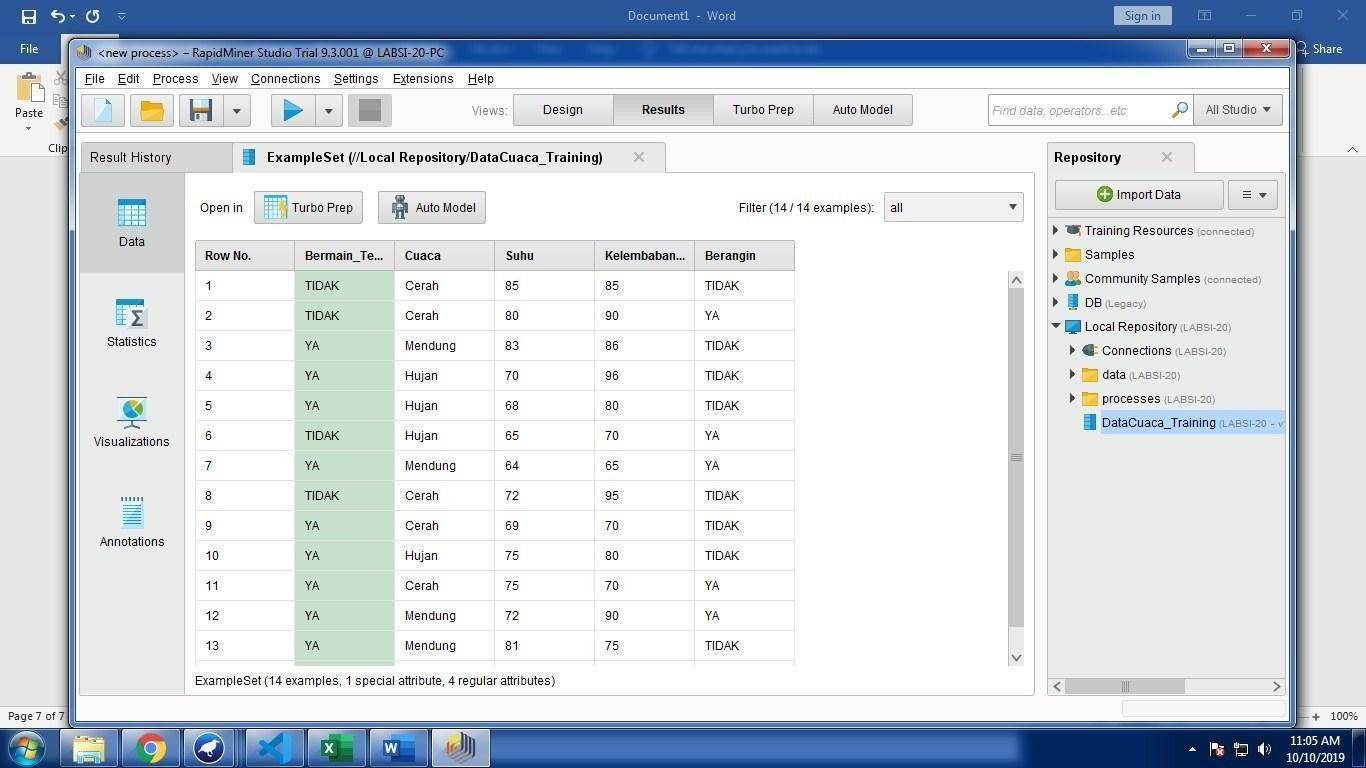 Document1 - Word
Sign in
File
Share
Paste
Clip
<new process> – RapidMiner Studio Trial 9.3.001 @ LABSI-20-PC
File Edit Process View Connections Settings Extensions Help
Views: Design Results Turbo Prep Auto Model
Find data, operators...etc
All Studio
Result History
ExampleSet (//Local Repository/DataCuaca_Training)
Open in Turbo Prep Auto Model
Filter (14 / 14 examples): all
Data
Statistics
Visualizations
Annotations
Row No. Bermain_Te... Cuaca Suhu Kelembaban... Berangin
1 TIDAK Cerah 85 85 TIDAK
2 TIDAK Cerah 80 90 YA
3 YA Mendung 83 86 TIDAK
4 YA Hujan 70 96 TIDAK
5 YA Hujan 68 80 TIDAK
6 TIDAK Hujan 65 70 YA
7 YA Mendung 64 65 YA
8 TIDAK Cerah 72 95 TIDAK
9 YA Cerah 69 70 TIDAK
10 YA Hujan 75 80 TIDAK
11 YA Cerah 75 70 YA
12 YA Mendung 72 90 YA
13 YA Mendung 81 75 TIDAK
ExampleSet (14 examples, 1 special attribute, 4 regular attributes)
Repository
Import Data
Training Resources (connected)
Samples
Community Samples (connected)
DB (Legacy)
Local Repository (LABSI-20)
Connections (LABSI-20)
data (LABSI-20)
processes (LABSI-20)
DataCuaca_Training (LABSI-20 - v
Page 7 of 7
100%
11:05 AM
10/10/2019